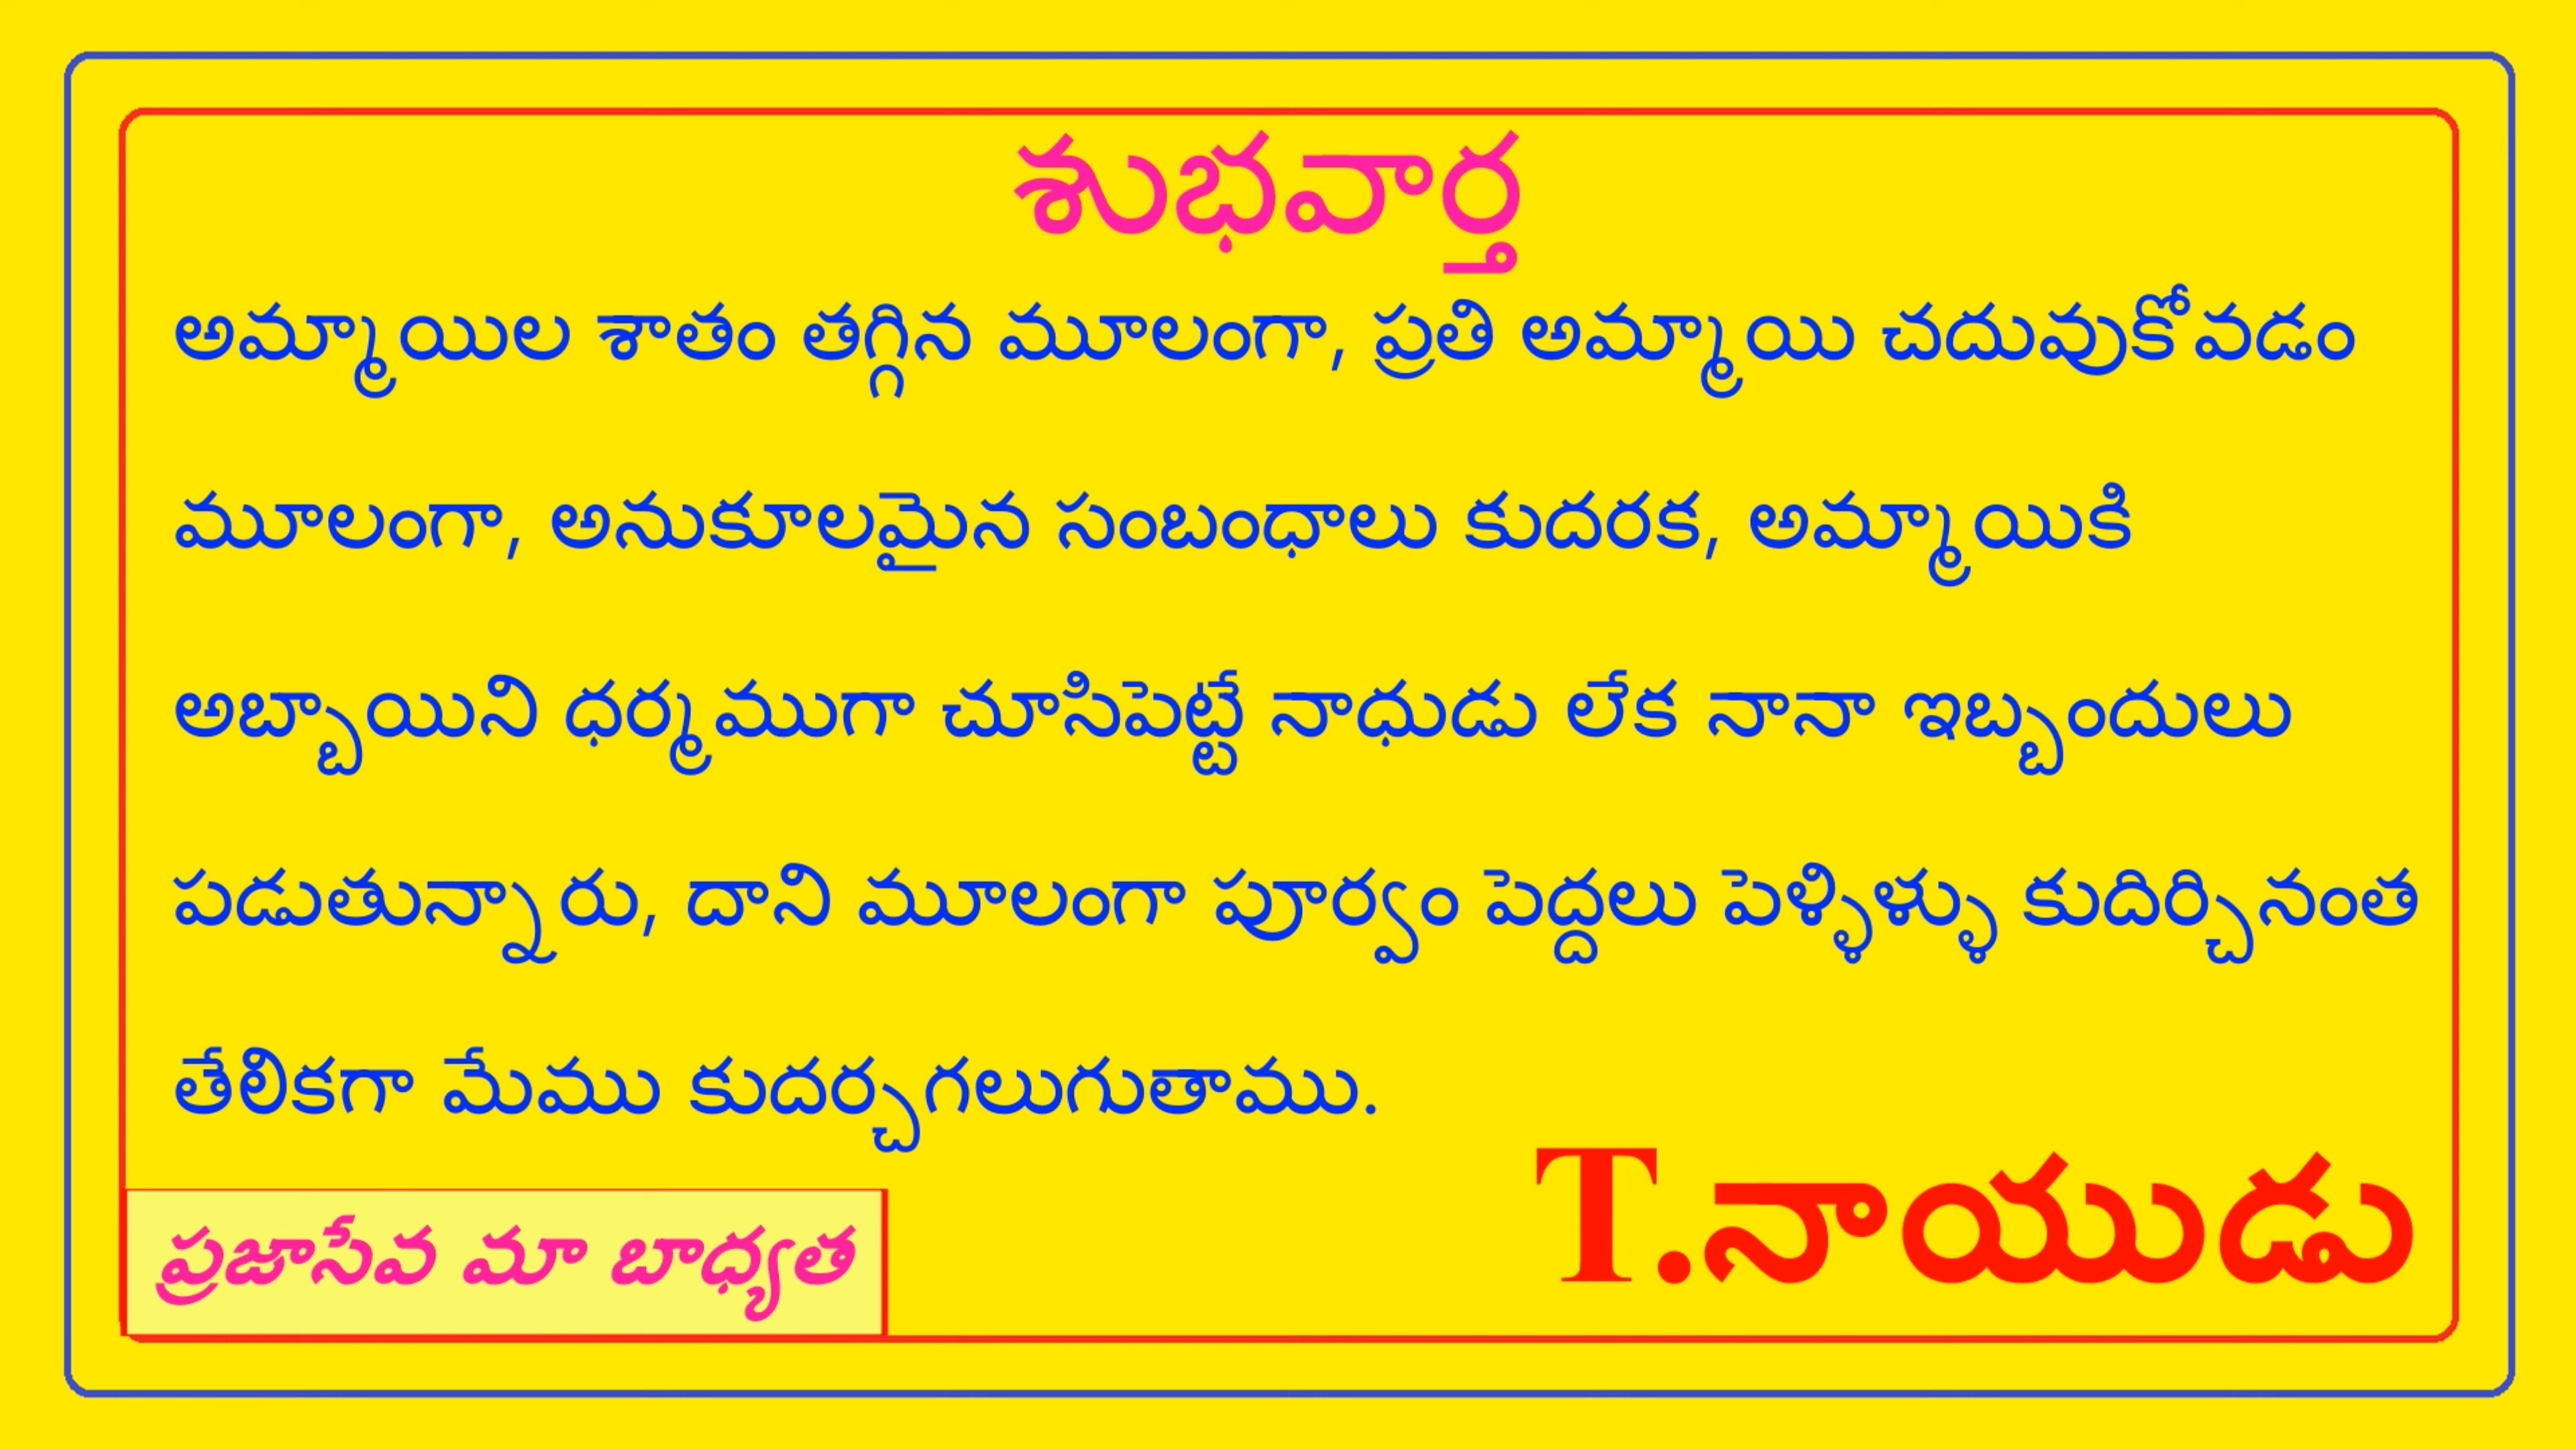 శుభవార్త
అమ్మాయిల శాతం తగ్గిన మూలంగా, ప్రతి అమ్మాయి చదువుకోవడం
మూలంగా, అనుకూలమైన సంబంధాలు కుదరక, అమ్మాయికి
అబ్బాయిని ధర్మముగా చూసిపెట్టే నాధుడు లేక నానా ఇబ్బందులు
పడుతున్నారు, దాని మూలంగా పూర్వం పెద్దలు పెళ్ళిళ్ళు కుదిర్చినంత
తేలికగా మేము కుదర్చగలుగుతాము.
T.నాయుడు
ప్రజాసేవ మా బాధ్యత